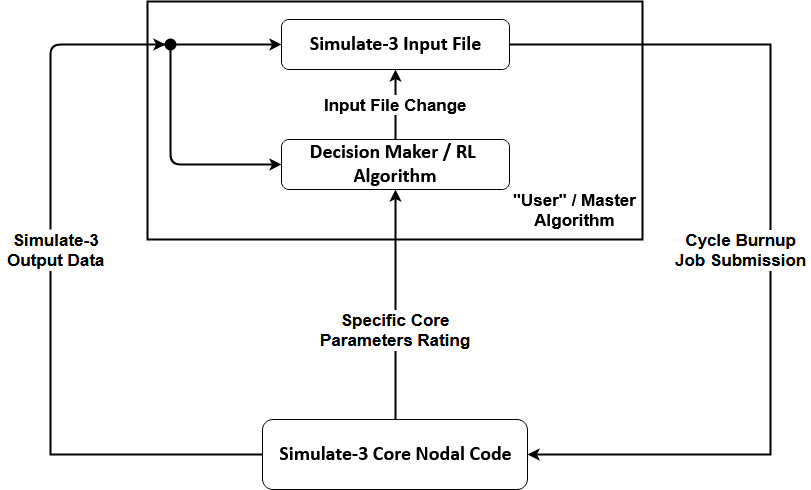 Simulate-3 Input File
Input File Change
Decision Maker / RL
Algorithm
"User" / Master
Algorithm
Simulate-3
Output Data
Cycle Burnup
Job Submission
Specific Core
Parameters Rating
Simulate-3 Core Nodal Code